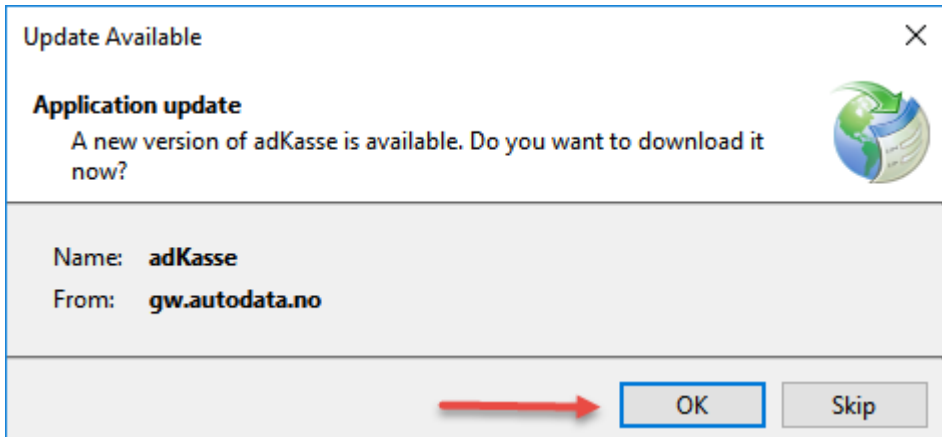 Update Available
Application update
A new version of adKasse is available. Do you want to download it
now?
Name: adKasse
From: gw.autodata.no
OK Skip